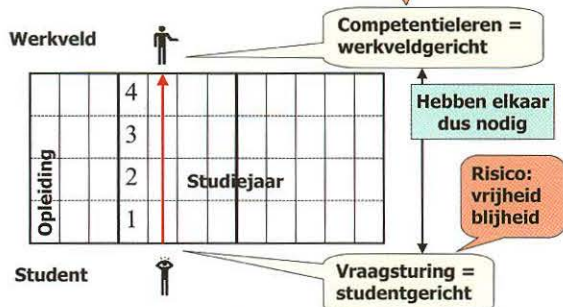 Werkveld
Competentieleren =
werkveldgericht
4
3
2
1
Opleiding
Studiejaar
Hebben elkaar
dus nodig
Risico:
vrijheid
blijheid
Student
Vraagsturing =
studentgericht